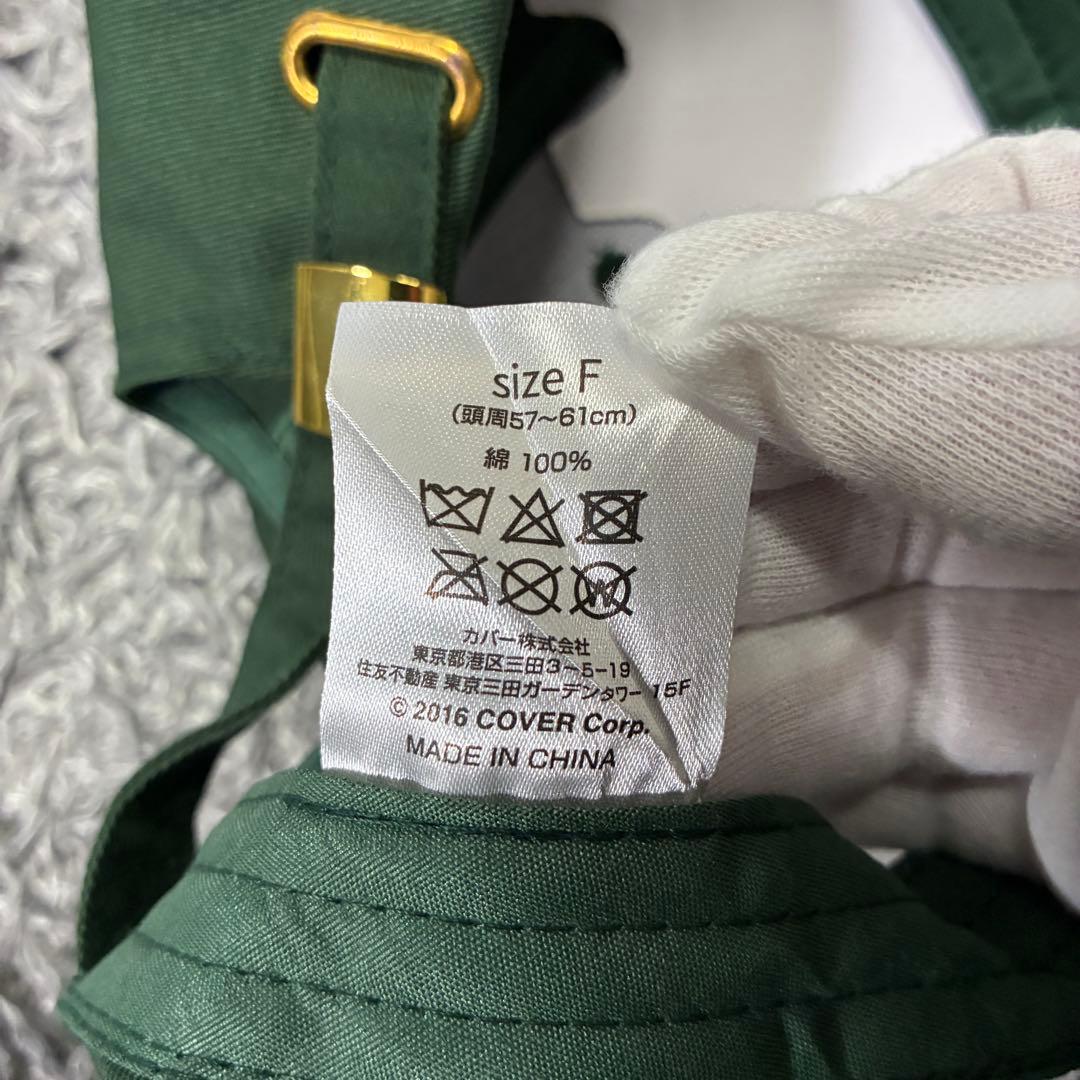 size F
(頭周57～61cm)
綿 100%
W
カバー株式会社
東京都港区三田3-5-19
住友不動産 東京三田ガーデンタワー 15F
© 2016 COVER Corp.
MADE IN CHINA